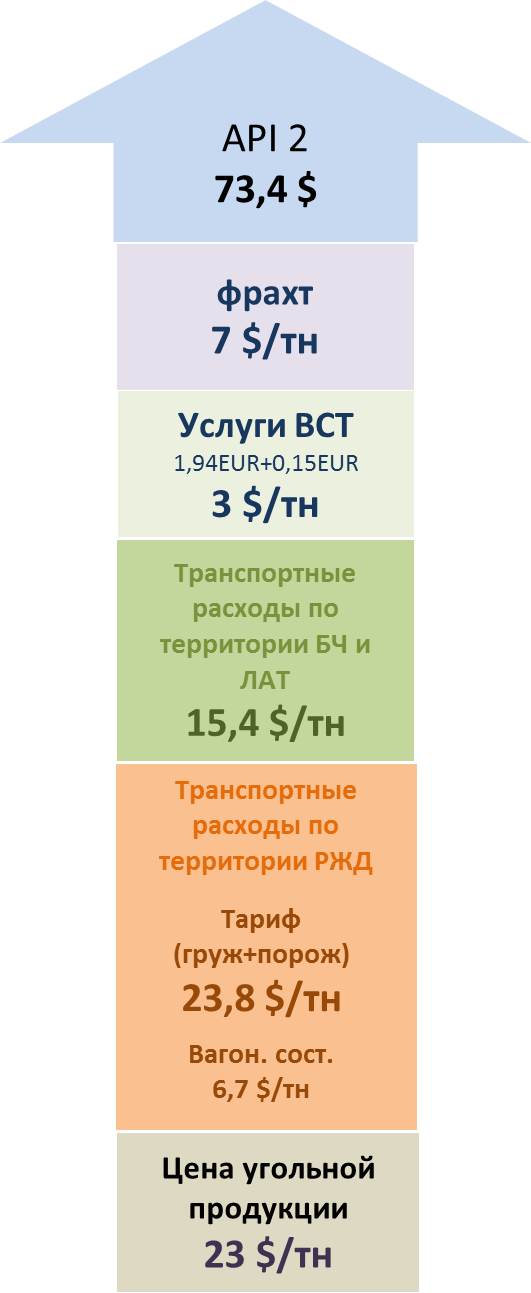 API 2
73,4 $
фрахт
7 $/тн
Услуги ВСТ
1,94EUR+0,15EUR
3 $/тн
Транспортные
расходы по
территории БЧ и
ЛАТ
15,4 $/тн
Транспортные
расходы по
территории РЖД
Тариф
(груж+порож)
23,8 $/тн
Вагон. сост.
6,7 $/тн
Цена угольной
продукции
23 $/тн